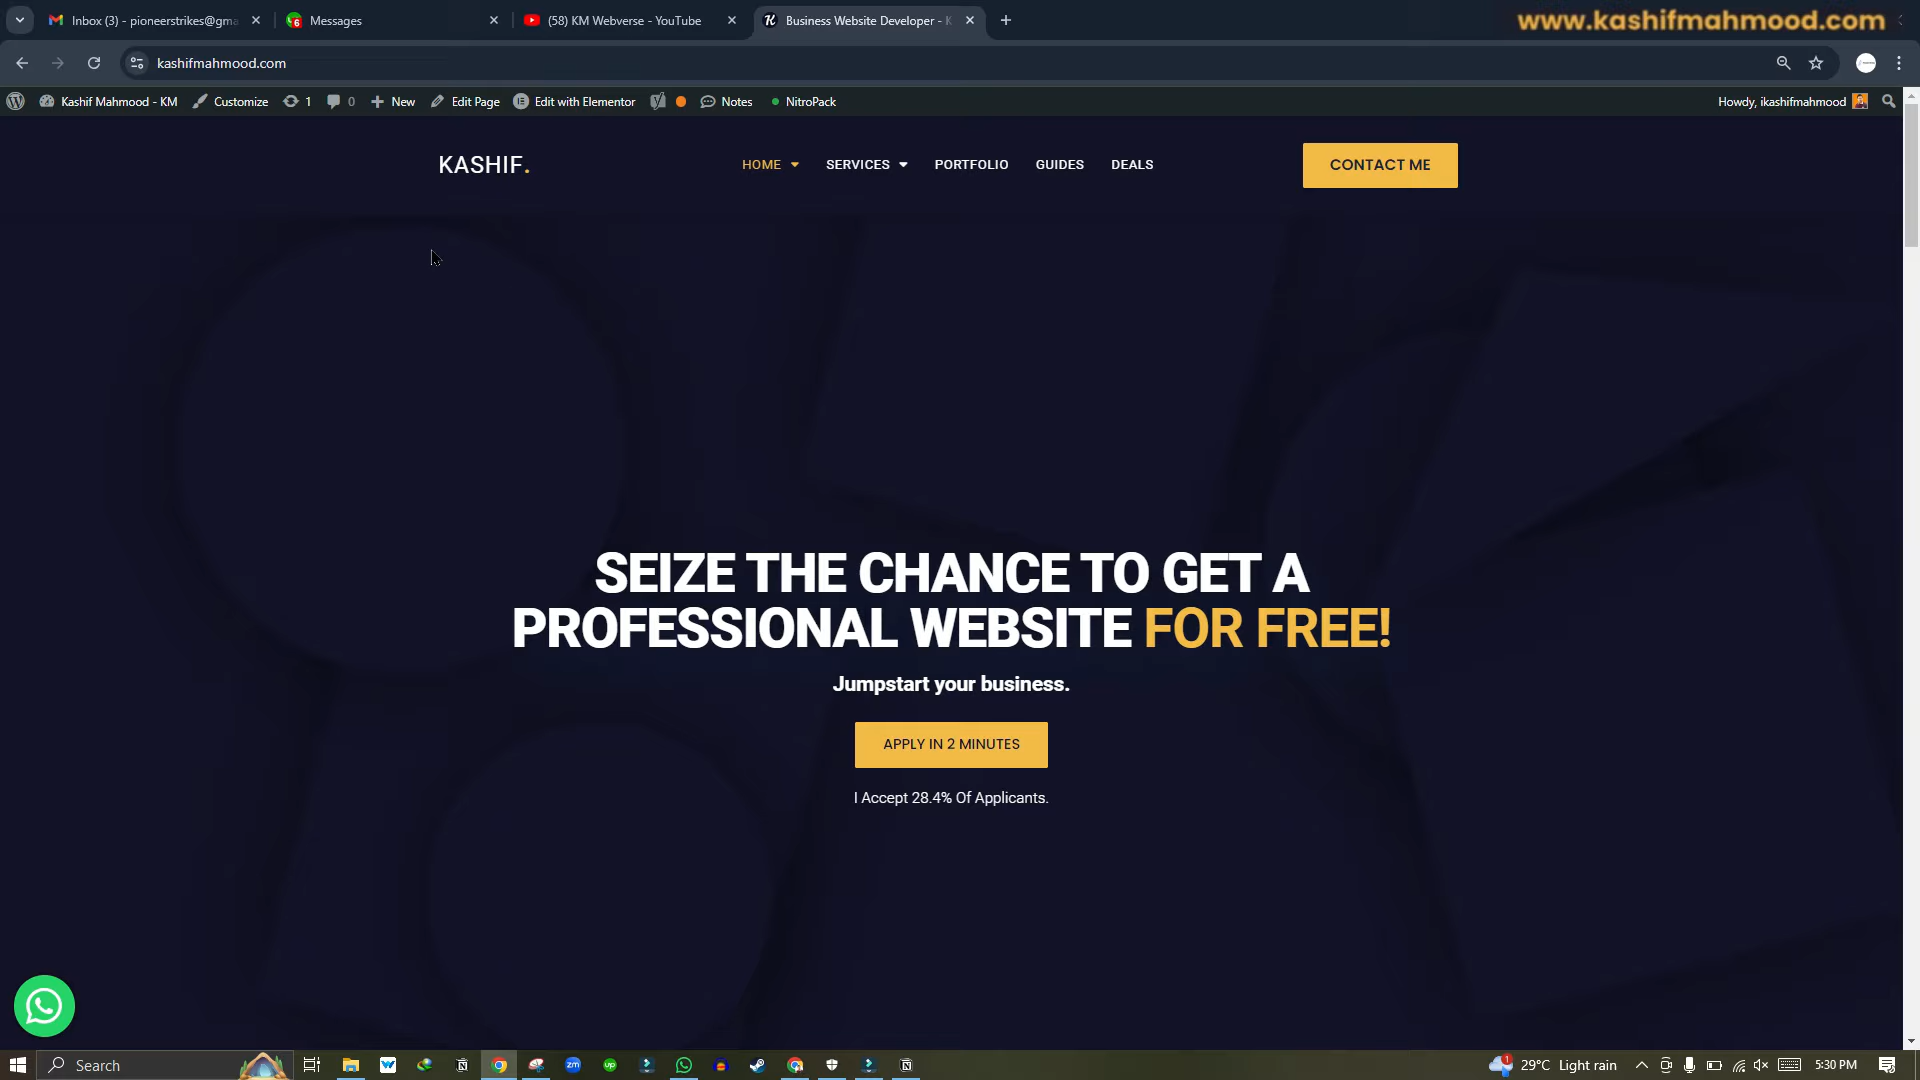 Inbox (3) - pioneerstrikes@gma
Messages
(58) KM Webverse - YouTube
Business Website Developer - K
www.kashifmahmood.com
kashifmahmood.com
Kashif Mahmood - KM
Customize
1
0
New
Edit Page
Edit with Elementor
Notes
NitroPack
Howdy, ikashifmahmood
KASHIF.
HOME
SERVICES
PORTFOLIO
GUIDES
DEALS
CONTACT ME
SEIZE THE CHANCE TO GET A
PROFESSIONAL WEBSITE FOR FREE!
Jumpstart your business.
APPLY IN 2 MINUTES
I Accept 28.4% Of Applicants.
Search
29°C Light rain
5:30 PM